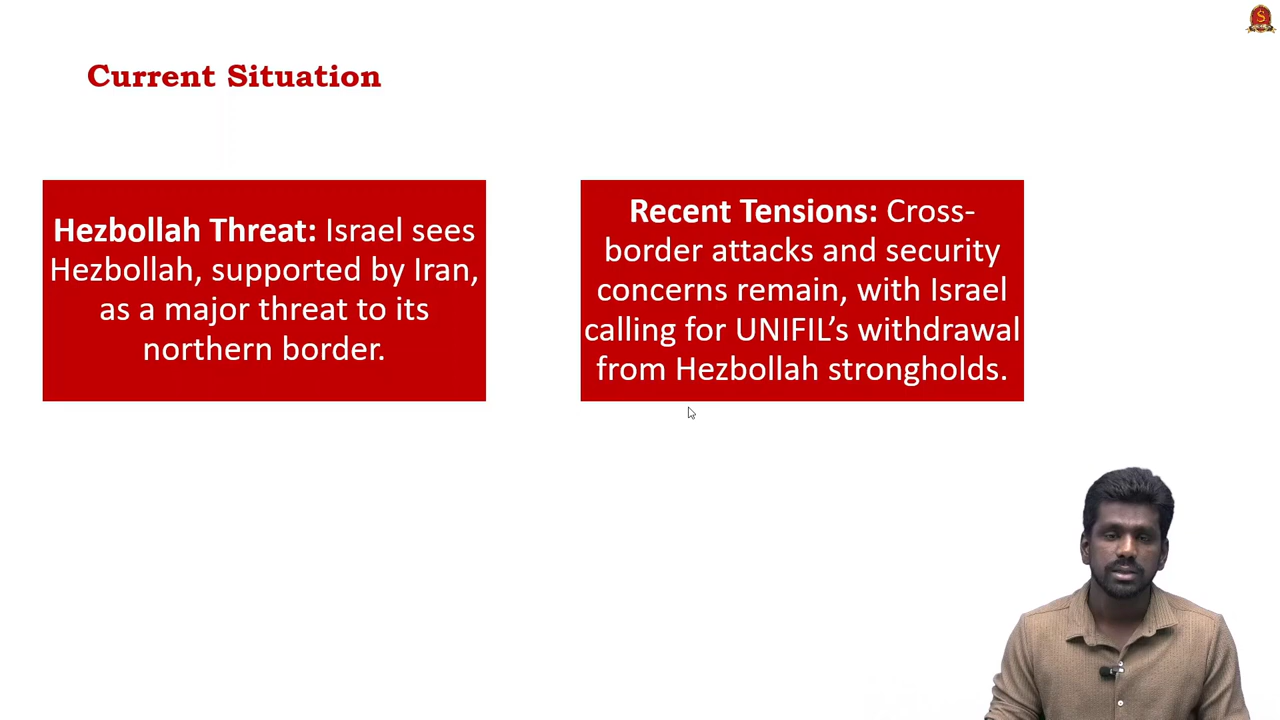 Current Situation
Hezbollah Threat: Israel sees
Hezbollah, supported by Iran,
as a major threat to its
northern border.
Recent Tensions: Cross-
border attacks and security
concerns remain, with Israel
calling for UNIFIL’s withdrawal
from Hezbollah strongholds.